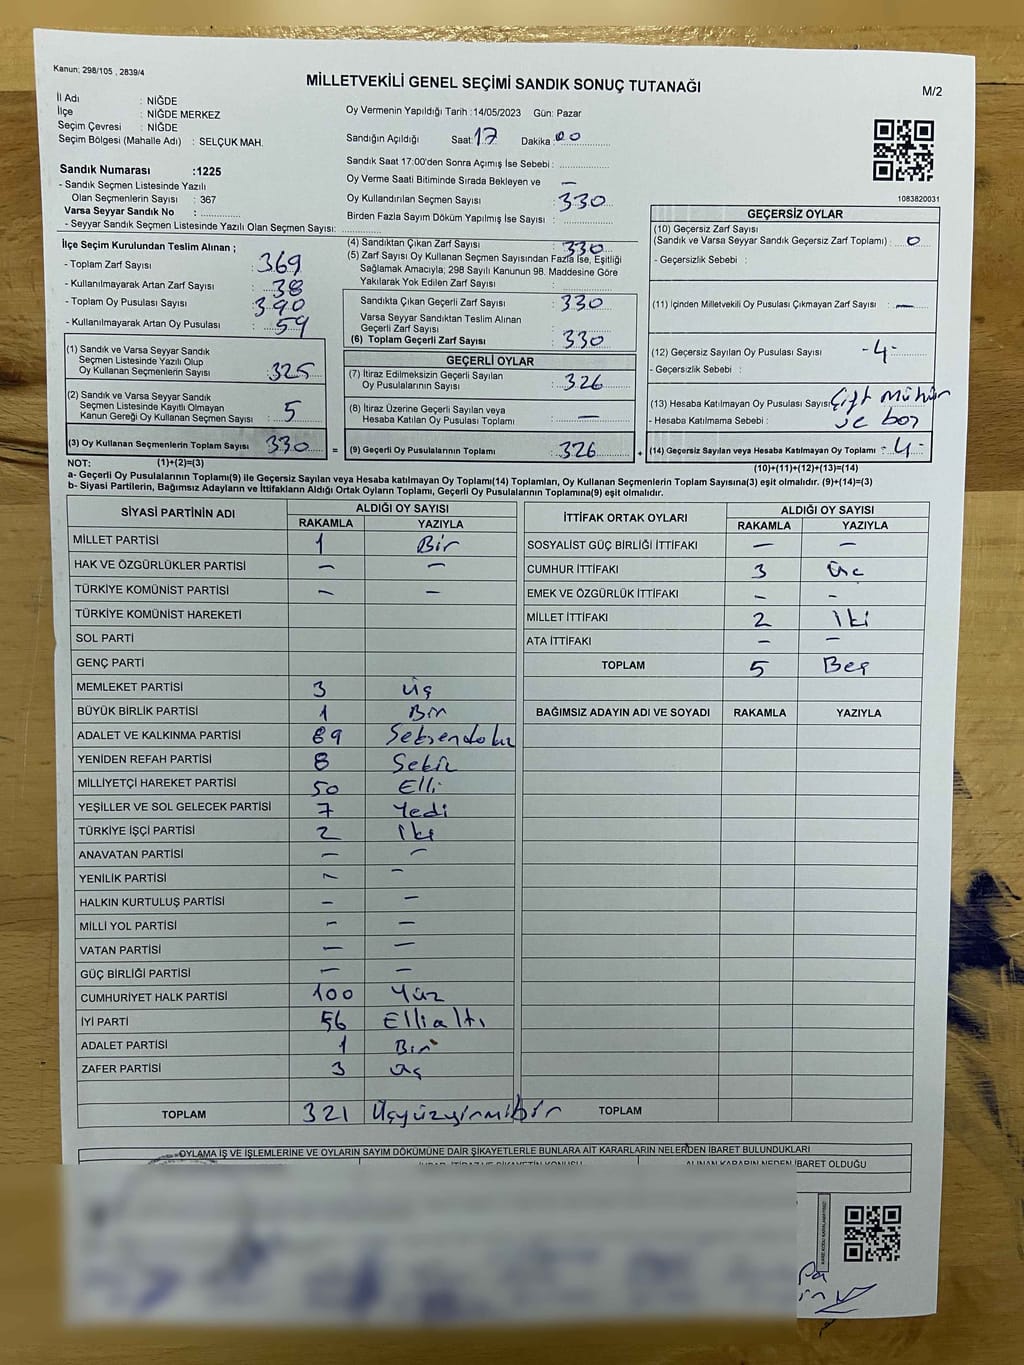 Kanun; 298/105 , 2839/4
MİLLETVEKİLİ GENEL SEÇİMİ SANDIK SONUÇ TUTANAĞI
M/2
İl Adı : NİĞDE
İlçe : NİĞDE MERKEZ
Seçim Çevresi : NİĞDE
Seçim Bölgesi (Mahalle Adı) : SELÇUK MAH.
Oy Vermenin Yapıldığı Tarih : 14/05/2023 Gün: Pazar
Sandığın Açıldığı Saat: 17 Dakika: 00
Sandık Saat 17:00'den Sonra Açımış İse Sebebi :
Oy Verme Saati Bitiminde Sırada Bekleyen ve —
Oy Kullandırılan Seçmen Sayısı : 330
Birden Fazla Sayım Döküm Yapılmış İse Sayısı :
1083820031
Sandık Numarası :1225
- Sandık Seçmen Listesinde Yazılı
Olan Seçmenlerin Sayısı : 367
Varsa Seyyar Sandık No :
- Seyyar Sandık Seçmen Listesinde Yazılı Olan Seçmen Sayısı:
İlçe Seçim Kurulundan Teslim Alınan ;
- Toplam Zarf Sayısı : 369
- Kullanılmayarak Artan Zarf Sayısı : 38
- Toplam Oy Pusulası Sayısı : 390
- Kullanılmayarak Artan Oy Pusulası : 59
(4) Sandıktan Çıkan Zarf Sayısı : 330
(5) Zarf Sayısı Oy Kullanan Seçmen Sayısından Fazla İse, Eşitliği
Sağlamak Amacıyla; 298 Sayılı Kanunun 98. Maddesine Göre
Yakılarak Yok Edilen Zarf Sayısı :
Sandıkta Çıkan Geçerli Zarf Sayısı : 330
Varsa Seyyar Sandıktan Teslim Alınan
Geçerli Zarf Sayısı :
(6) Toplam Geçerli Zarf Sayısı : 330
GEÇERSİZ OYLAR
(10) Geçersiz Zarf Sayısı
(Sandık ve Varsa Seyyar Sandık Geçersiz Zarf Toplamı) : 0
- Geçersizlik Sebebi :
(11) İçinden Milletvekili Oy Pusulası Çıkmayan Zarf Sayısı : —
(12) Geçersiz Sayılan Oy Pusulası Sayısı : -4-
- Geçersizlik Sebebi :
(13) Hesaba Katılmayan Oy Pusulası Sayısı: Çift mühür
- Hesaba Katılmama Sebebi : ve boş
(14) Geçersiz Sayılan veya Hesaba Katılmayan Oy Toplamı : -4-
(10)+(11)+(12)+(13)=(14)
(1) Sandık ve Varsa Seyyar Sandık
Seçmen Listesinde Yazılı Olup
Oy Kullanan Seçmenlerin Sayısı : 325
(2) Sandık ve Varsa Seyyar Sandık
Seçmen Listesinde Kayıtlı Olmayan
Kanun Gereği Oy Kullanan Seçmen Sayısı : 5
(3) Oy Kullanan Seçmenlerin Toplam Sayısı 330 =
GEÇERLİ OYLAR
(7) İtiraz Edilmeksizin Geçerli Sayılan
Oy Pusulalarının Sayısı : 326
(8) İtiraz Üzerine Geçerli Sayılan veya
Hesaba Katılan Oy Pusulaları Toplamı : —
(9) Geçerli Oy Pusulalarının Toplamı : 326 +
NOT: (1)+(2)=(3)
a- Geçerli Oy Pusulalarının Toplamı(9) ile Geçersiz Sayılan veya Hesaba katılmayan Oy Toplamı(14) Toplamları, Oy Kullanan Seçmenlerin Toplam Sayısına(3) eşit olmalıdır. (9)+(14)=(3)
b- Siyasi Partilerin, Bağımsız Adayların ve İttifakların Aldığı Ortak Oyların Toplamı, Geçerli Oy Pusulalarının Toplamına(9) eşit olmalıdır.
SİYASİ PARTİNİN ADI ALDIĞI OY SAYISI
RAKAMLA YAZIYLA
MİLLET PARTİSİ 1 Bir
HAK VE ÖZGÜRLÜKLER PARTİSİ — —
TÜRKİYE KOMÜNİST PARTİSİ — —
TÜRKİYE KOMÜNİST HAREKETİ
SOL PARTİ
GENÇ PARTİ
MEMLEKET PARTİSİ 3 üç
BÜYÜK BİRLİK PARTİSİ 1 Bir
ADALET VE KALKINMA PARTİSİ 89 Seksendokuz
YENİDEN REFAH PARTİSİ 8 Sekiz
MİLLİYETÇİ HAREKET PARTİSİ 50 Elli
YEŞİLLER VE SOL GELECEK PARTİSİ 7 Yedi
TÜRKİYE İŞÇİ PARTİSİ 2 iki
ANAVATAN PARTİSİ — —
YENİLİK PARTİSİ — —
HALKIN KURTULUŞ PARTİSİ — —
MİLLİ YOL PARTİSİ — —
VATAN PARTİSİ — —
GÜÇ BİRLİĞİ PARTİSİ — —
CUMHURİYET HALK PARTİSİ 100 Yüz
İYİ PARTİ 56 Ellialtı
ADALET PARTİSİ 1 Bir
ZAFER PARTİSİ 3 üç
TOPLAM 321 Üçyüzyirmibir
İTTİFAK ORTAK OYLARI ALDIĞI OY SAYISI
RAKAMLA YAZIYLA
SOSYALİST GÜÇ BİRLİĞİ İTTİFAKI — —
CUMHUR İTTİFAKI 3 üç
EMEK VE ÖZGÜRLÜK İTTİFAKI — —
MİLLET İTTİFAKI 2 İki
ATA İTTİFAKI — —
TOPLAM 5 Beş
BAĞIMSIZ ADAYIN ADI VE SOYADI RAKAMLA YAZIYLA
TOPLAM
OYLAMA İŞ VE İŞLEMLERİNE VE OYLARIN SAYIM DÖKÜMÜNE DAİR ŞİKAYETLERLE BUNLARA AİT KARARLARIN NELERDEN İBARET BULUNDUKLARI
ALINAN KARARIN NEDEN İBARET OLDUĞU